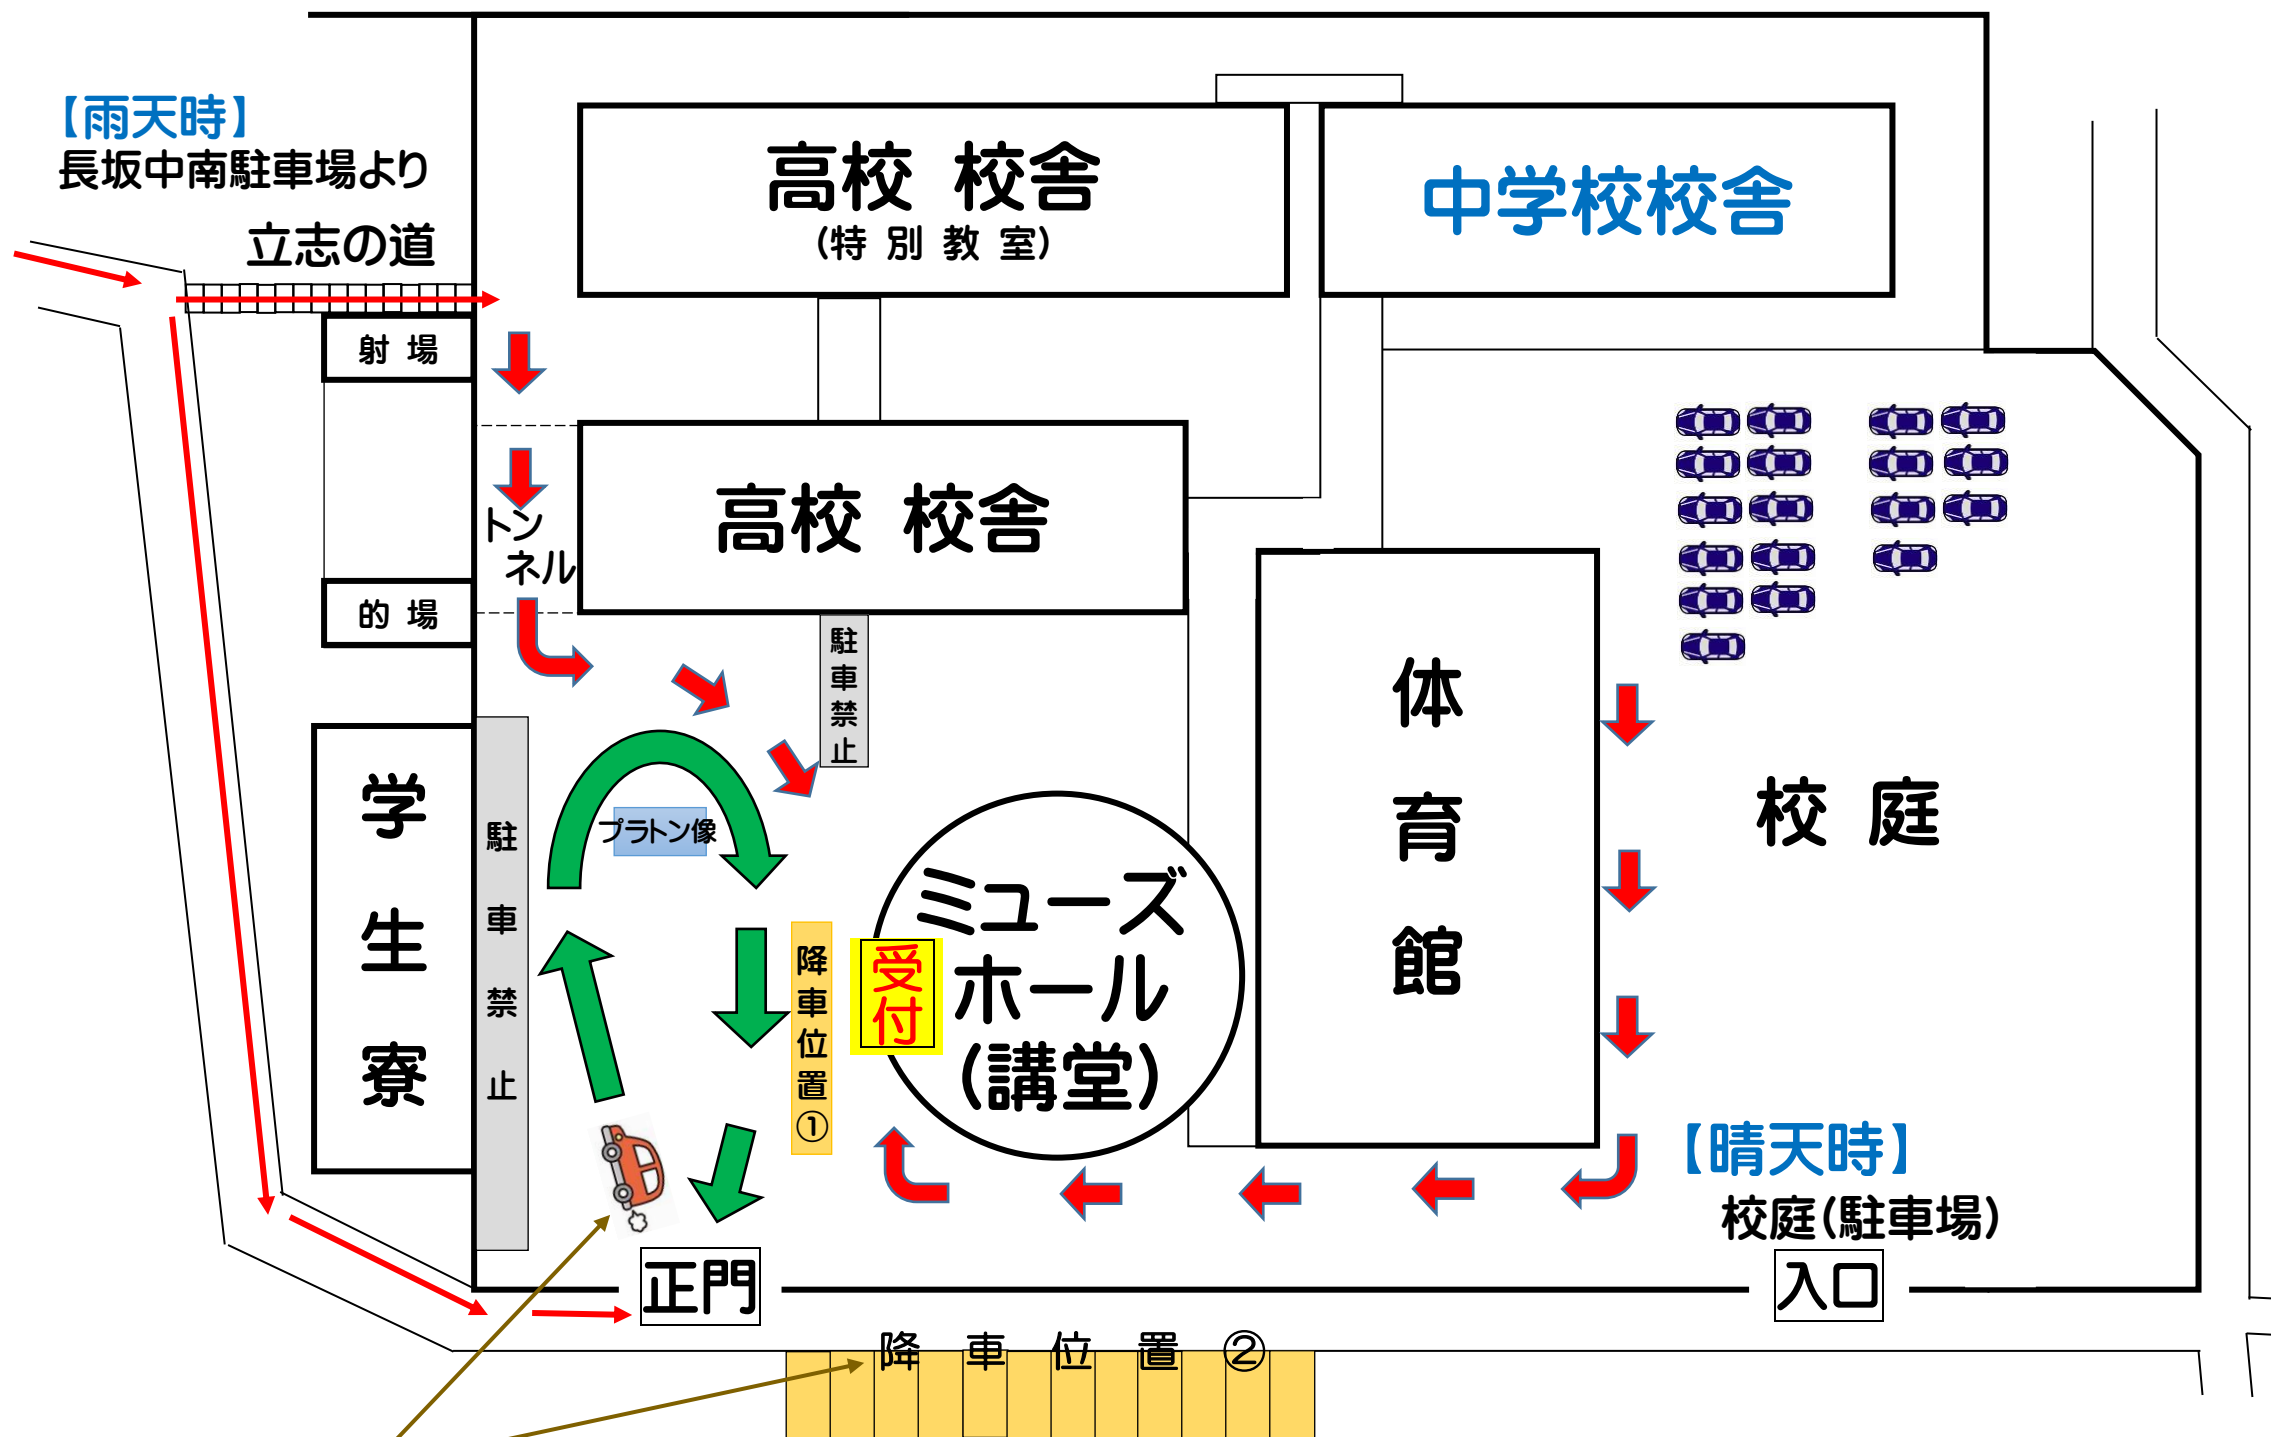 【雨天時】
長坂中南駐車場より
立志の道
高校 校舎
(特 別 教 室)
中学校校舎
射 場
トン
ネル
高校 校舎
的 場
駐車禁止
体育館
校 庭
学生寮
駐車禁止
プラトン像
降車位置①
受付
ミューズ
ホール
(講堂)
【晴天時】
校庭(駐車場)
正門
入口
降 車 位 置 ②